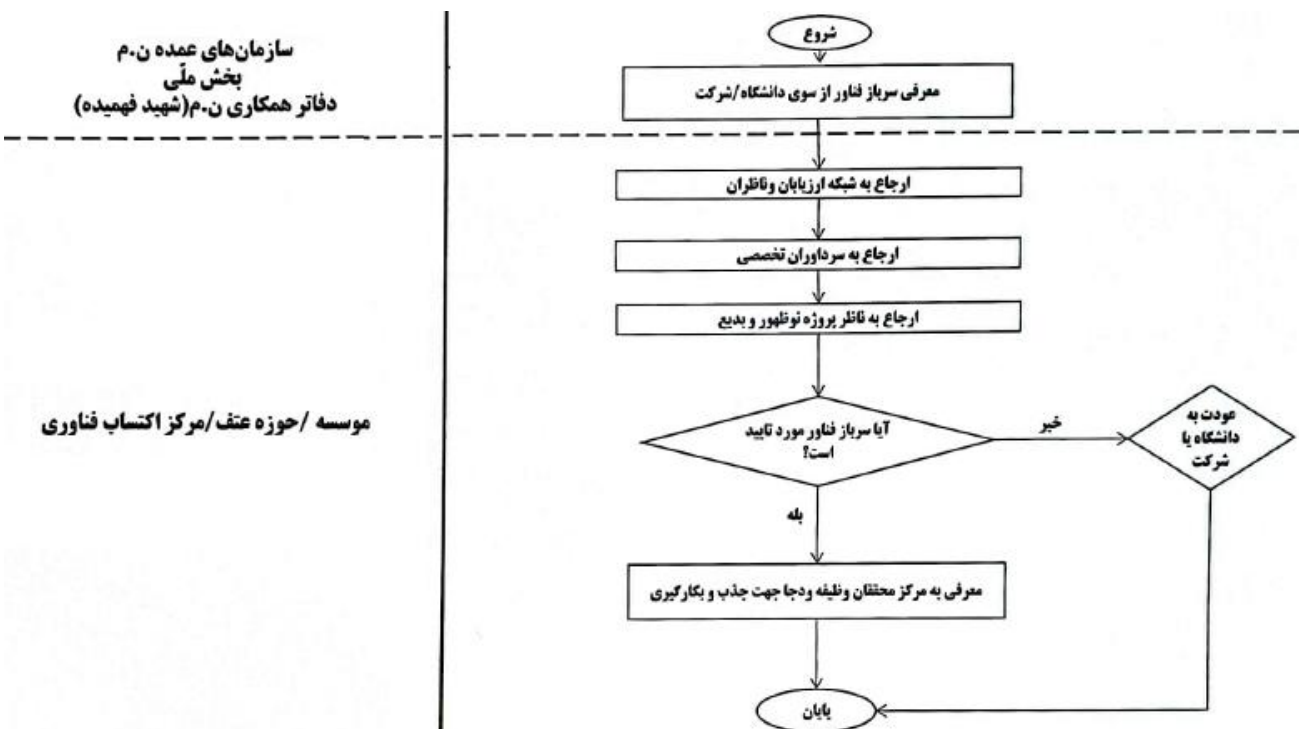 سازمان‌های عمده ن.م
بخش ملّی
دفاتر همکاری ن.م(شهید فهمیده)
شروع
معرفی سرباز فناور از سوی دانشگاه/شرکت
ارجاع به شبکه ارزیابان وناظران
ارجاع به سرداوران تخصصی
ارجاع به ناظر پروژه نوظهور و بدیع
موسسه /حوزه عتف/مرکز اکتساب فناوری
آیا سرباز فناور مورد تایید
است؟
خیر
عودت به
دانشگاه یا
شرکت
بله
معرفی به مرکز محققان وظیفه ودجا جهت جذب و بکارگیری
پایان